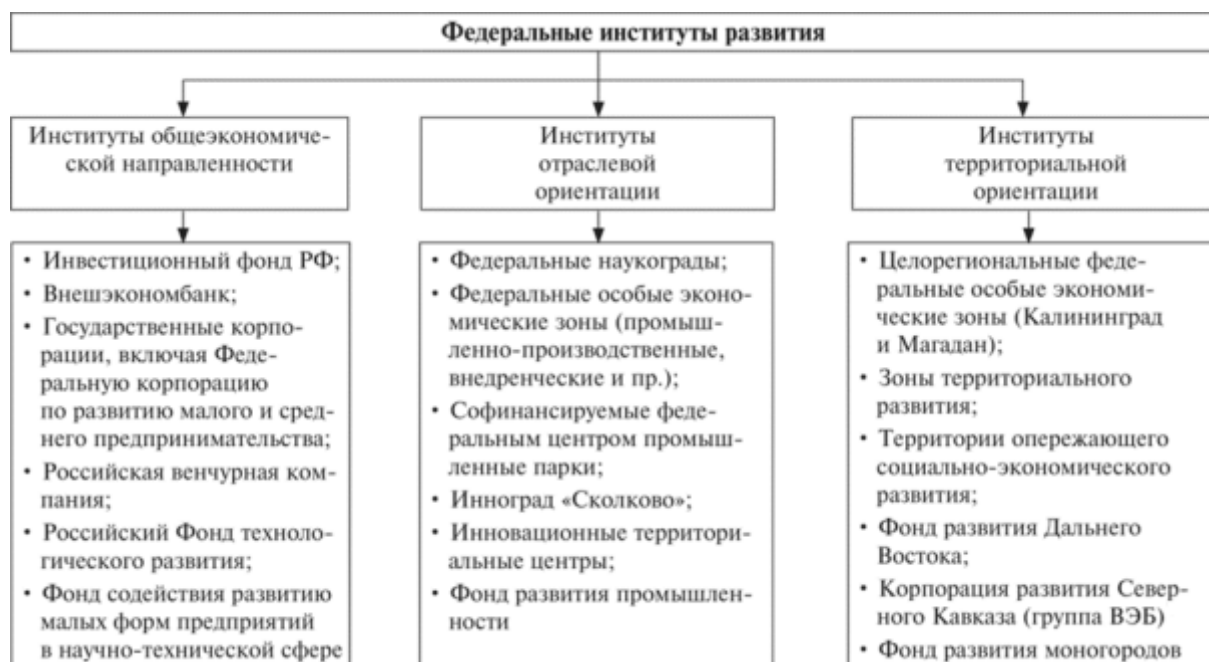 Федеральные институты развития
Институты общеэкономиче-
ской направленности
Институты
отраслевой
ориентации
Институты
территориальной
ориентации
• Инвестиционный фонд РФ;
• Внешэкономбанк;
• Государственные корпо-
рации, включая Феде-
ральную корпорацию
по развитию малого и сред-
него предпринимательства;
• Российская венчурная ком-
пания;
• Российский Фонд техноло-
гического развития;
• Фонд содействия развитию
малых форм предприятий
в научно-технической сфере
• Федеральные наукограды;
• Федеральные особые эконо-
мические зоны (промыш-
ленно-производственные,
внедренческие и пр.);
• Софинансируемые феде-
ральным центром промыш-
ленные парки;
• Инноград «Сколково»;
• Инновационные территори-
альные центры;
• Фонд развития промышлен-
ности
• Целорегиональные феде-
ральные особые экономи-
ческие зоны (Калининград
и Магадан);
• Зоны территориального
развития;
• Территории опережающего
социально-экономического
развития;
• Фонд развития Дальнего
Востока;
• Корпорация развития Север-
ного Кавказа (группа ВЭБ)
• Фонд развития моногородов